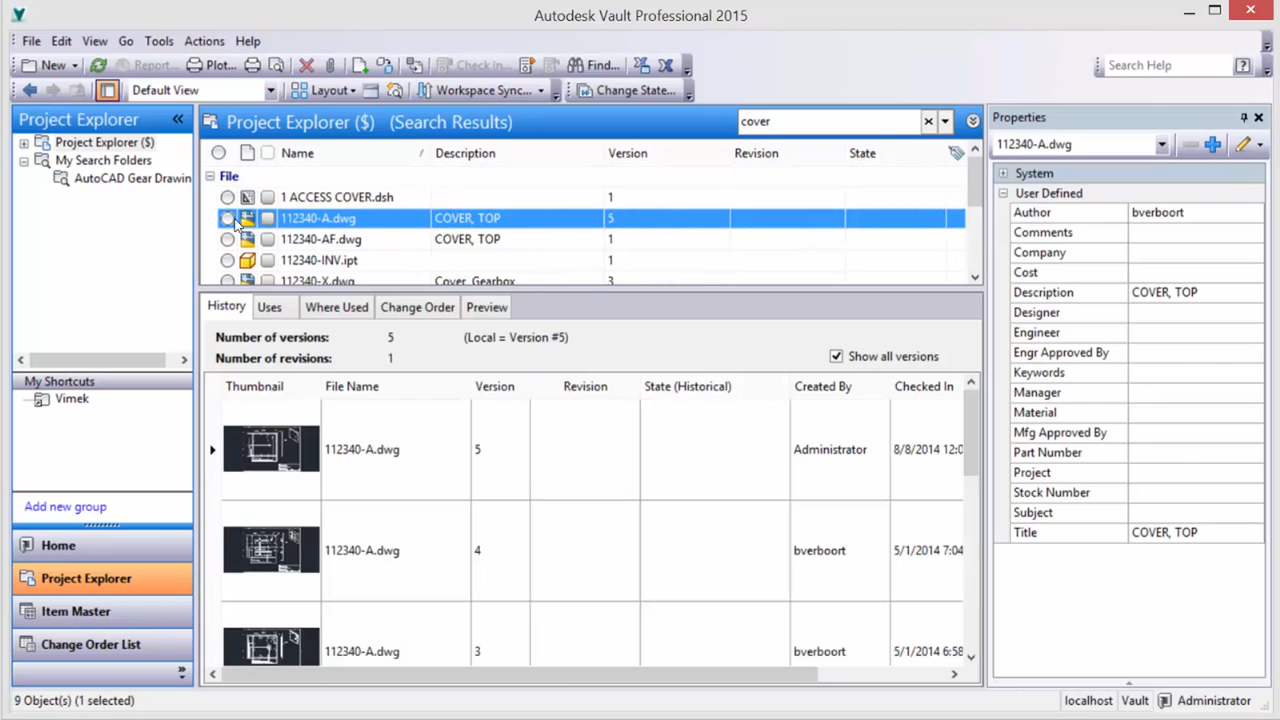 Autodesk Vault Professional 2015
File Edit View Go Tools Actions Help
New Report... Plot... Check In... Find...
Default View Layout Workspace Sync... Change State... Search Help
Project Explorer
Project Explorer ($)
My Search Folders
AutoCAD Gear Drawin
My Shortcuts
Vimek
Add new group
Home
Project Explorer
Item Master
Change Order List
Project Explorer ($) (Search Results) cover
Name Description Version Revision State
File
1 ACCESS COVER.dsh 1
112340-A.dwg COVER, TOP 5
112340-AF.dwg COVER, TOP 1
112340-INV.ipt 1
112340-X.dwg Cover Gearbox 3
History Uses Where Used Change Order Preview
Number of versions: 5 (Local = Version #5)
Number of revisions: 1
Show all versions
Thumbnail File Name Version Revision State (Historical) Created By Checked In
112340-A.dwg 5 Administrator 8/8/2014 12:0
112340-A.dwg 4 bverboort 5/1/2014 7:04
112340-A.dwg 3 bverboort 5/1/2014 6:58
Properties
112340-A.dwg
System
User Defined
Author bverboort
Comments
Company
Cost
Description COVER, TOP
Designer
Engineer
Engr Approved By
Keywords
Manager
Material
Mfg Approved By
Part Number
Project
Stock Number
Subject
Title COVER, TOP
9 Object(s) (1 selected) localhost Vault Administrator